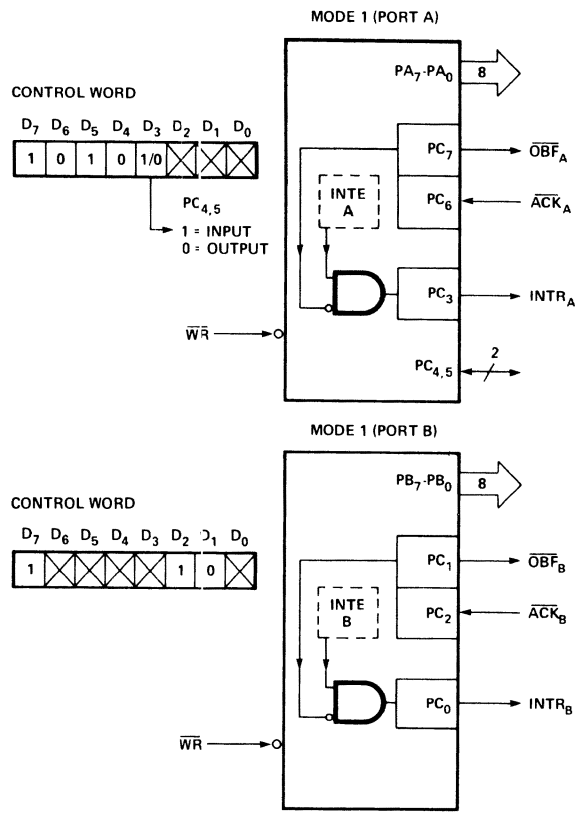 MODE 1 (PORT A)
PA7-PA0
8
CONTROL WORD
D7 D6 D5 D4 D3 D2 D1 D0
1 0 1 0 1/0
PC4,5
1 = INPUT
0 = OUTPUT
PC7
OBFA
INTE
A
PC6
ACKA
PC3
INTRA
WR
PC4,5
2
MODE 1 (PORT B)
PB7-PB0
8
CONTROL WORD
D7 D6 D5 D4 D3 D2 D1 D0
1 1 0
PC1
OBFB
INTE
B
PC2
ACKB
PC0
INTRB
WR